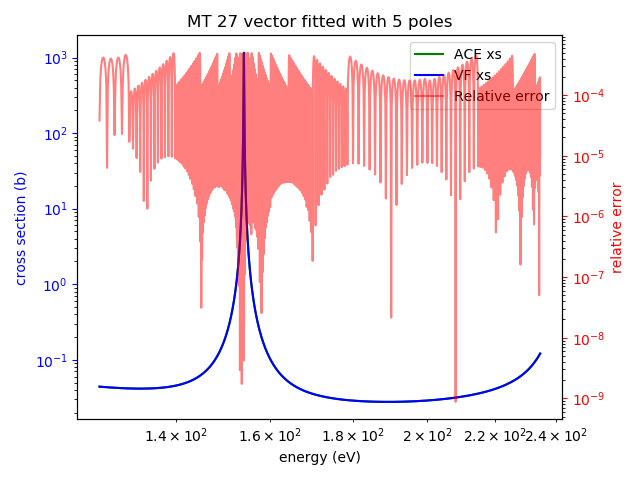 MT 27 vector fitted with 5 poles
ACE xs
VF xs
Relative error
10³
10²
10¹
10⁰
10⁻¹
cross section (b)
10⁻⁴
10⁻⁵
10⁻⁶
10⁻⁷
10⁻⁸
10⁻⁹
relative error
1.4 × 10² 1.6 × 10² 1.8 × 10² 2 × 10² 2.2 × 10² 2.4 × 10²
energy (eV)